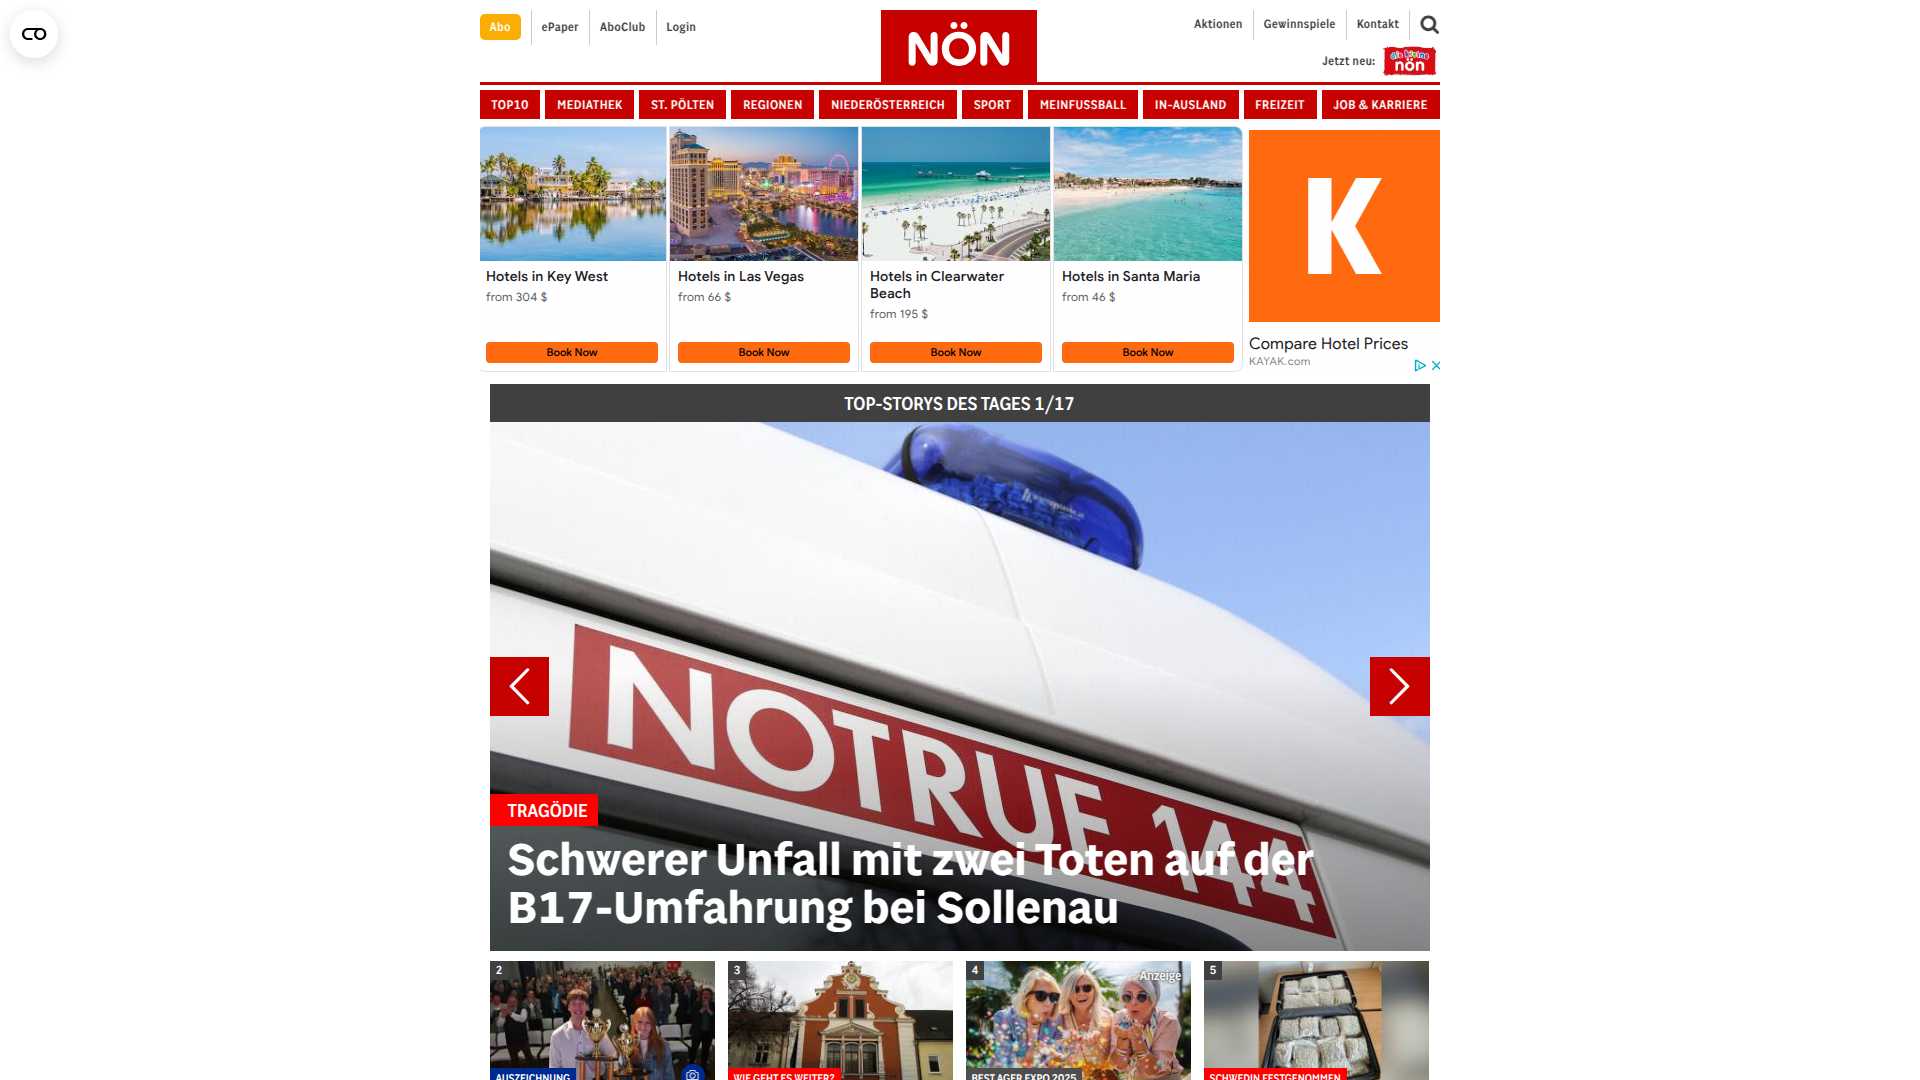 Abo
ePaper
AboClub
Login
NÖN
Aktionen
Gewinnspiele
Kontakt
Jetzt neu:
die kleine
nön
TOP10
MEDIATHEK
ST. PÖLTEN
REGIONEN
NIEDERÖSTERREICH
SPORT
MEINFUSSBALL
IN-AUSLAND
FREIZEIT
JOB & KARRIERE
Hotels in Key West
from 304 $
Book Now
Hotels in Las Vegas
from 66 $
Book Now
Hotels in Clearwater
Beach
from 195 $
Book Now
Hotels in Santa Maria
from 46 $
Book Now
K
Compare Hotel Prices
KAYAK.com
TOP-STORYS DES TAGES 1/17
NOTRUF 144
TRAGÖDIE
Schwerer Unfall mit zwei Toten auf der
B17-Umfahrung bei Sollenau
2
AUSZEICHNUNG
3
WIE GEHT ES WEITER?
4
Anzeige
BEST AGER EXPO 2025
5
SCHWEDIN FESTGENOMMEN